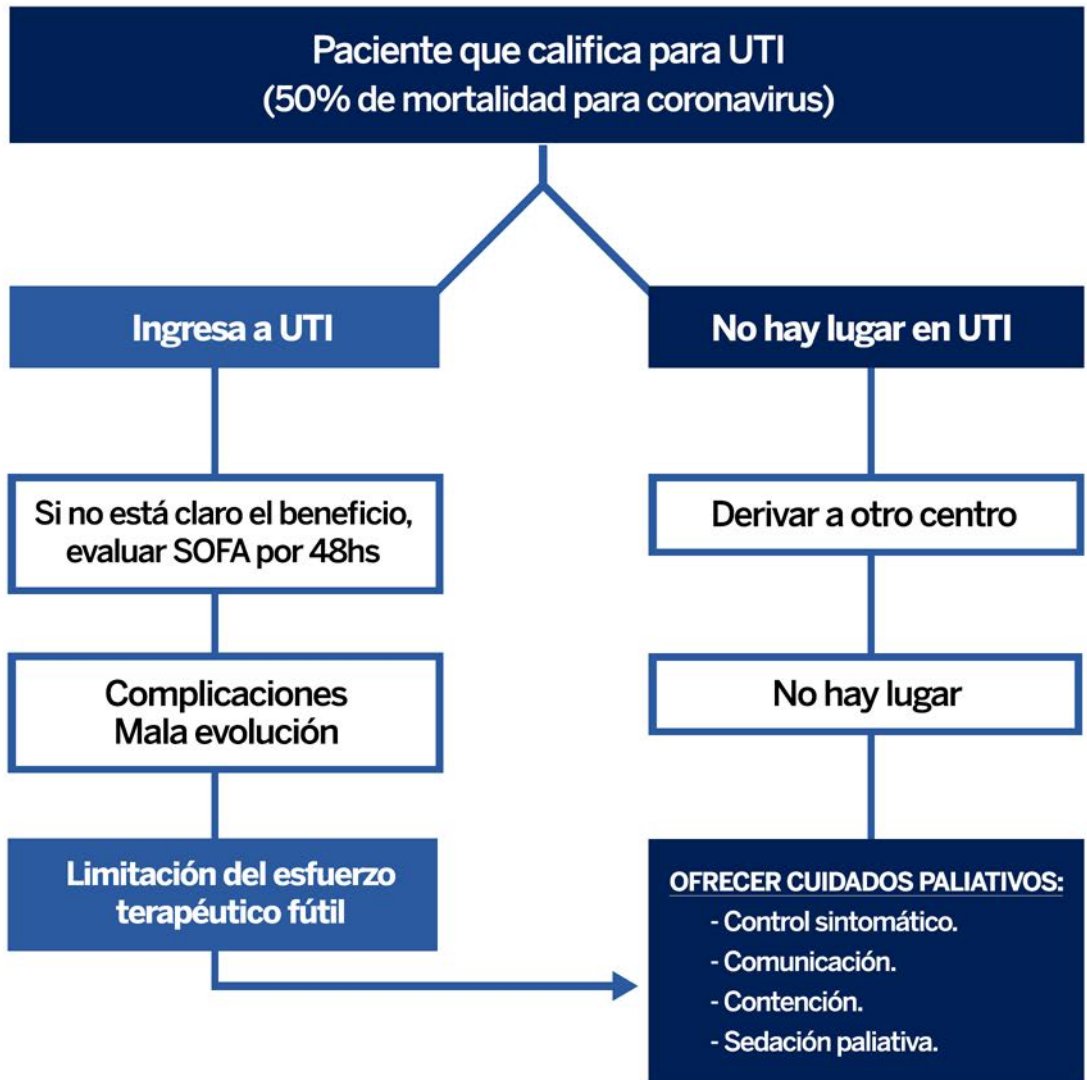 Paciente que califica para UTI
(50% de mortalidad para coronavirus)
Ingresa a UTI
No hay lugar en UTI
Si no está claro el beneficio,
evaluar SOFA por 48hs
Derivar a otro centro
Complicaciones
Mala evolución
No hay lugar
Limitación del esfuerzo
terapéutico fútil
OFRECER CUIDADOS PALIATIVOS:
- Control sintomático.
- Comunicación.
- Contención.
- Sedación paliativa.